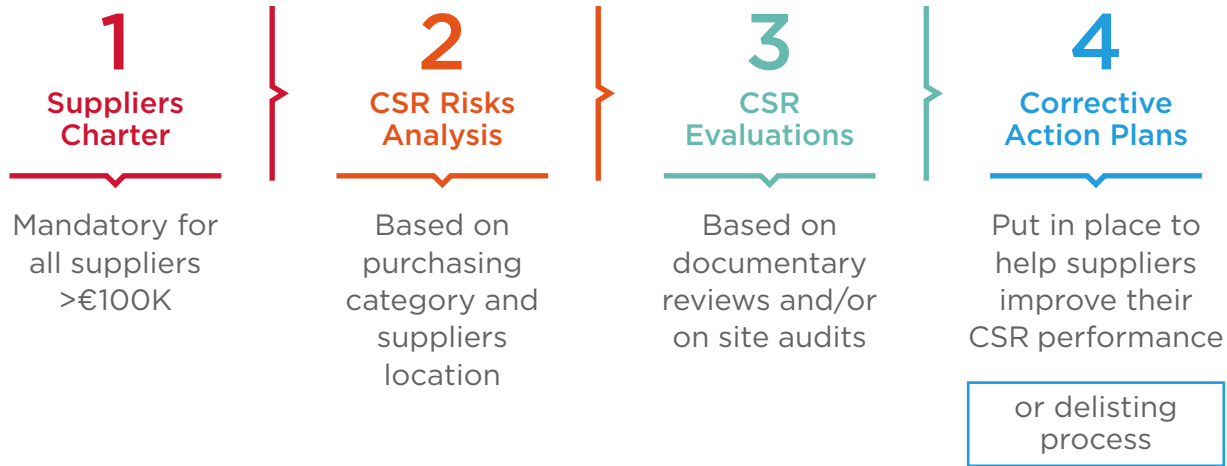 1
Suppliers
Charter
Mandatory for
all suppliers
>€100K
2
CSR Risks
Analysis
Based on
purchasing
category and
suppliers
location
3
CSR
Evaluations
Based on
documentary
reviews and/or
on site audits
4
Corrective
Action Plans
Put in place to
help suppliers
improve their
CSR performance
or delisting
process